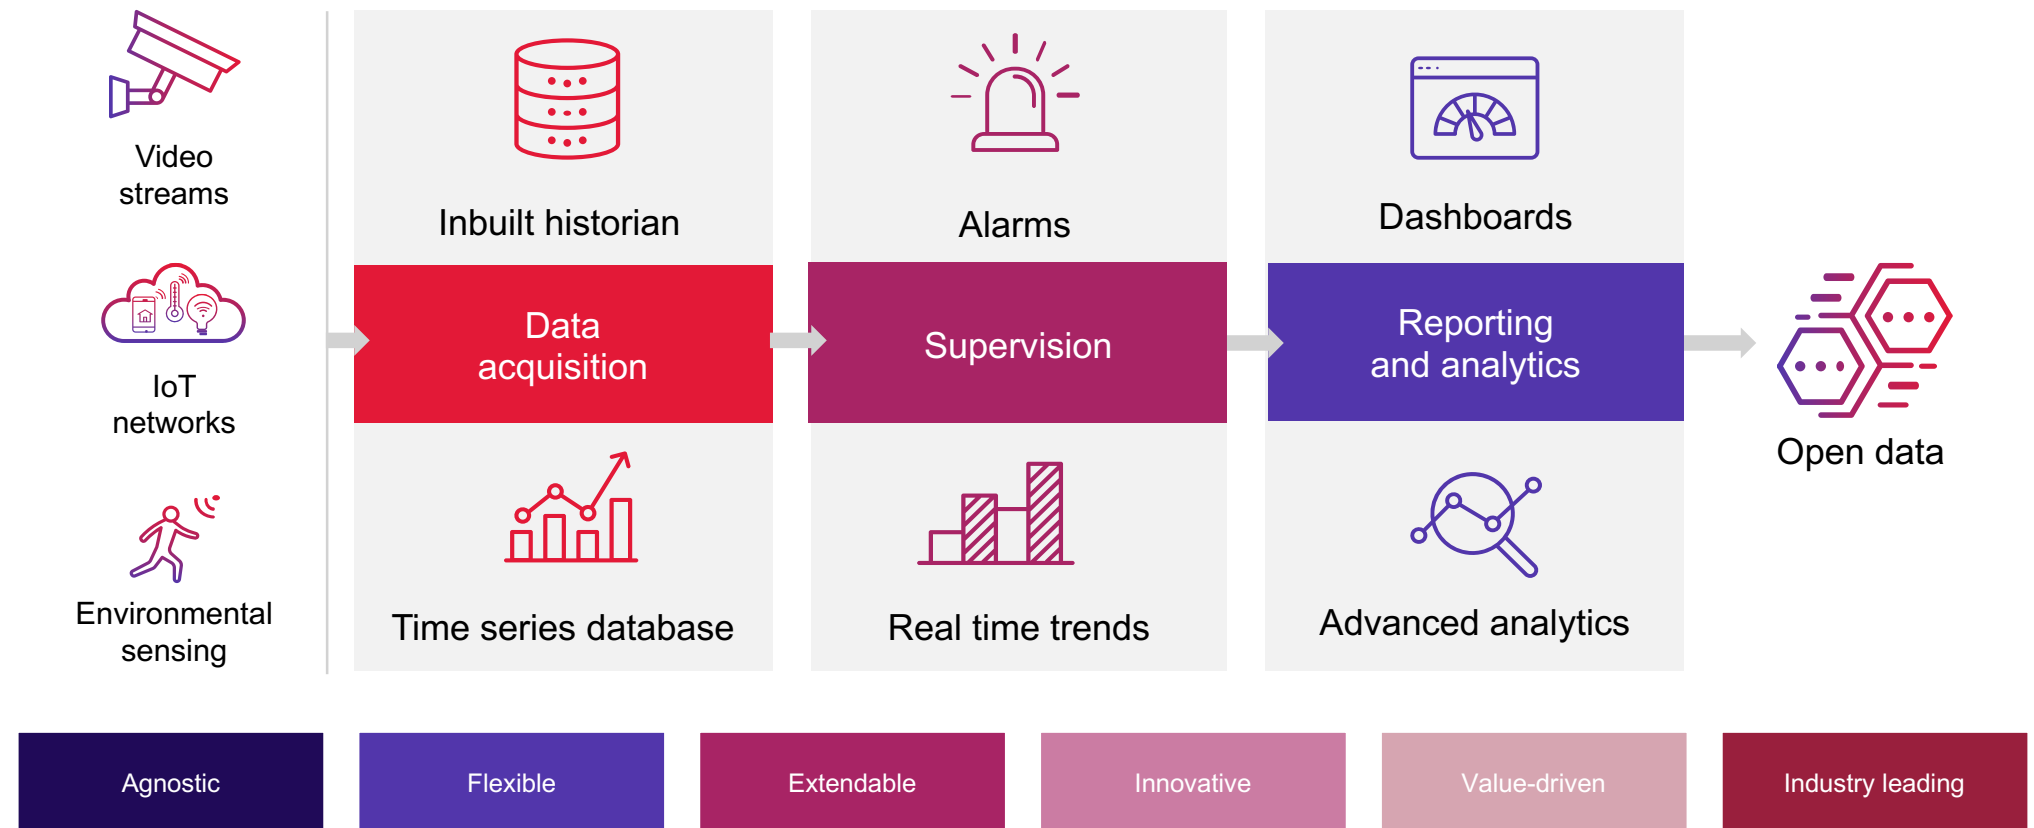 Video
streams
IoT
networks
Environmental
sensing
Inbuilt historian
Data
acquisition
Time series database
Alarms
Supervision
Real time trends
Dashboards
Reporting
and analytics
Advanced analytics
Open data
Agnostic
Flexible
Extendable
Innovative
Value-driven
Industry leading